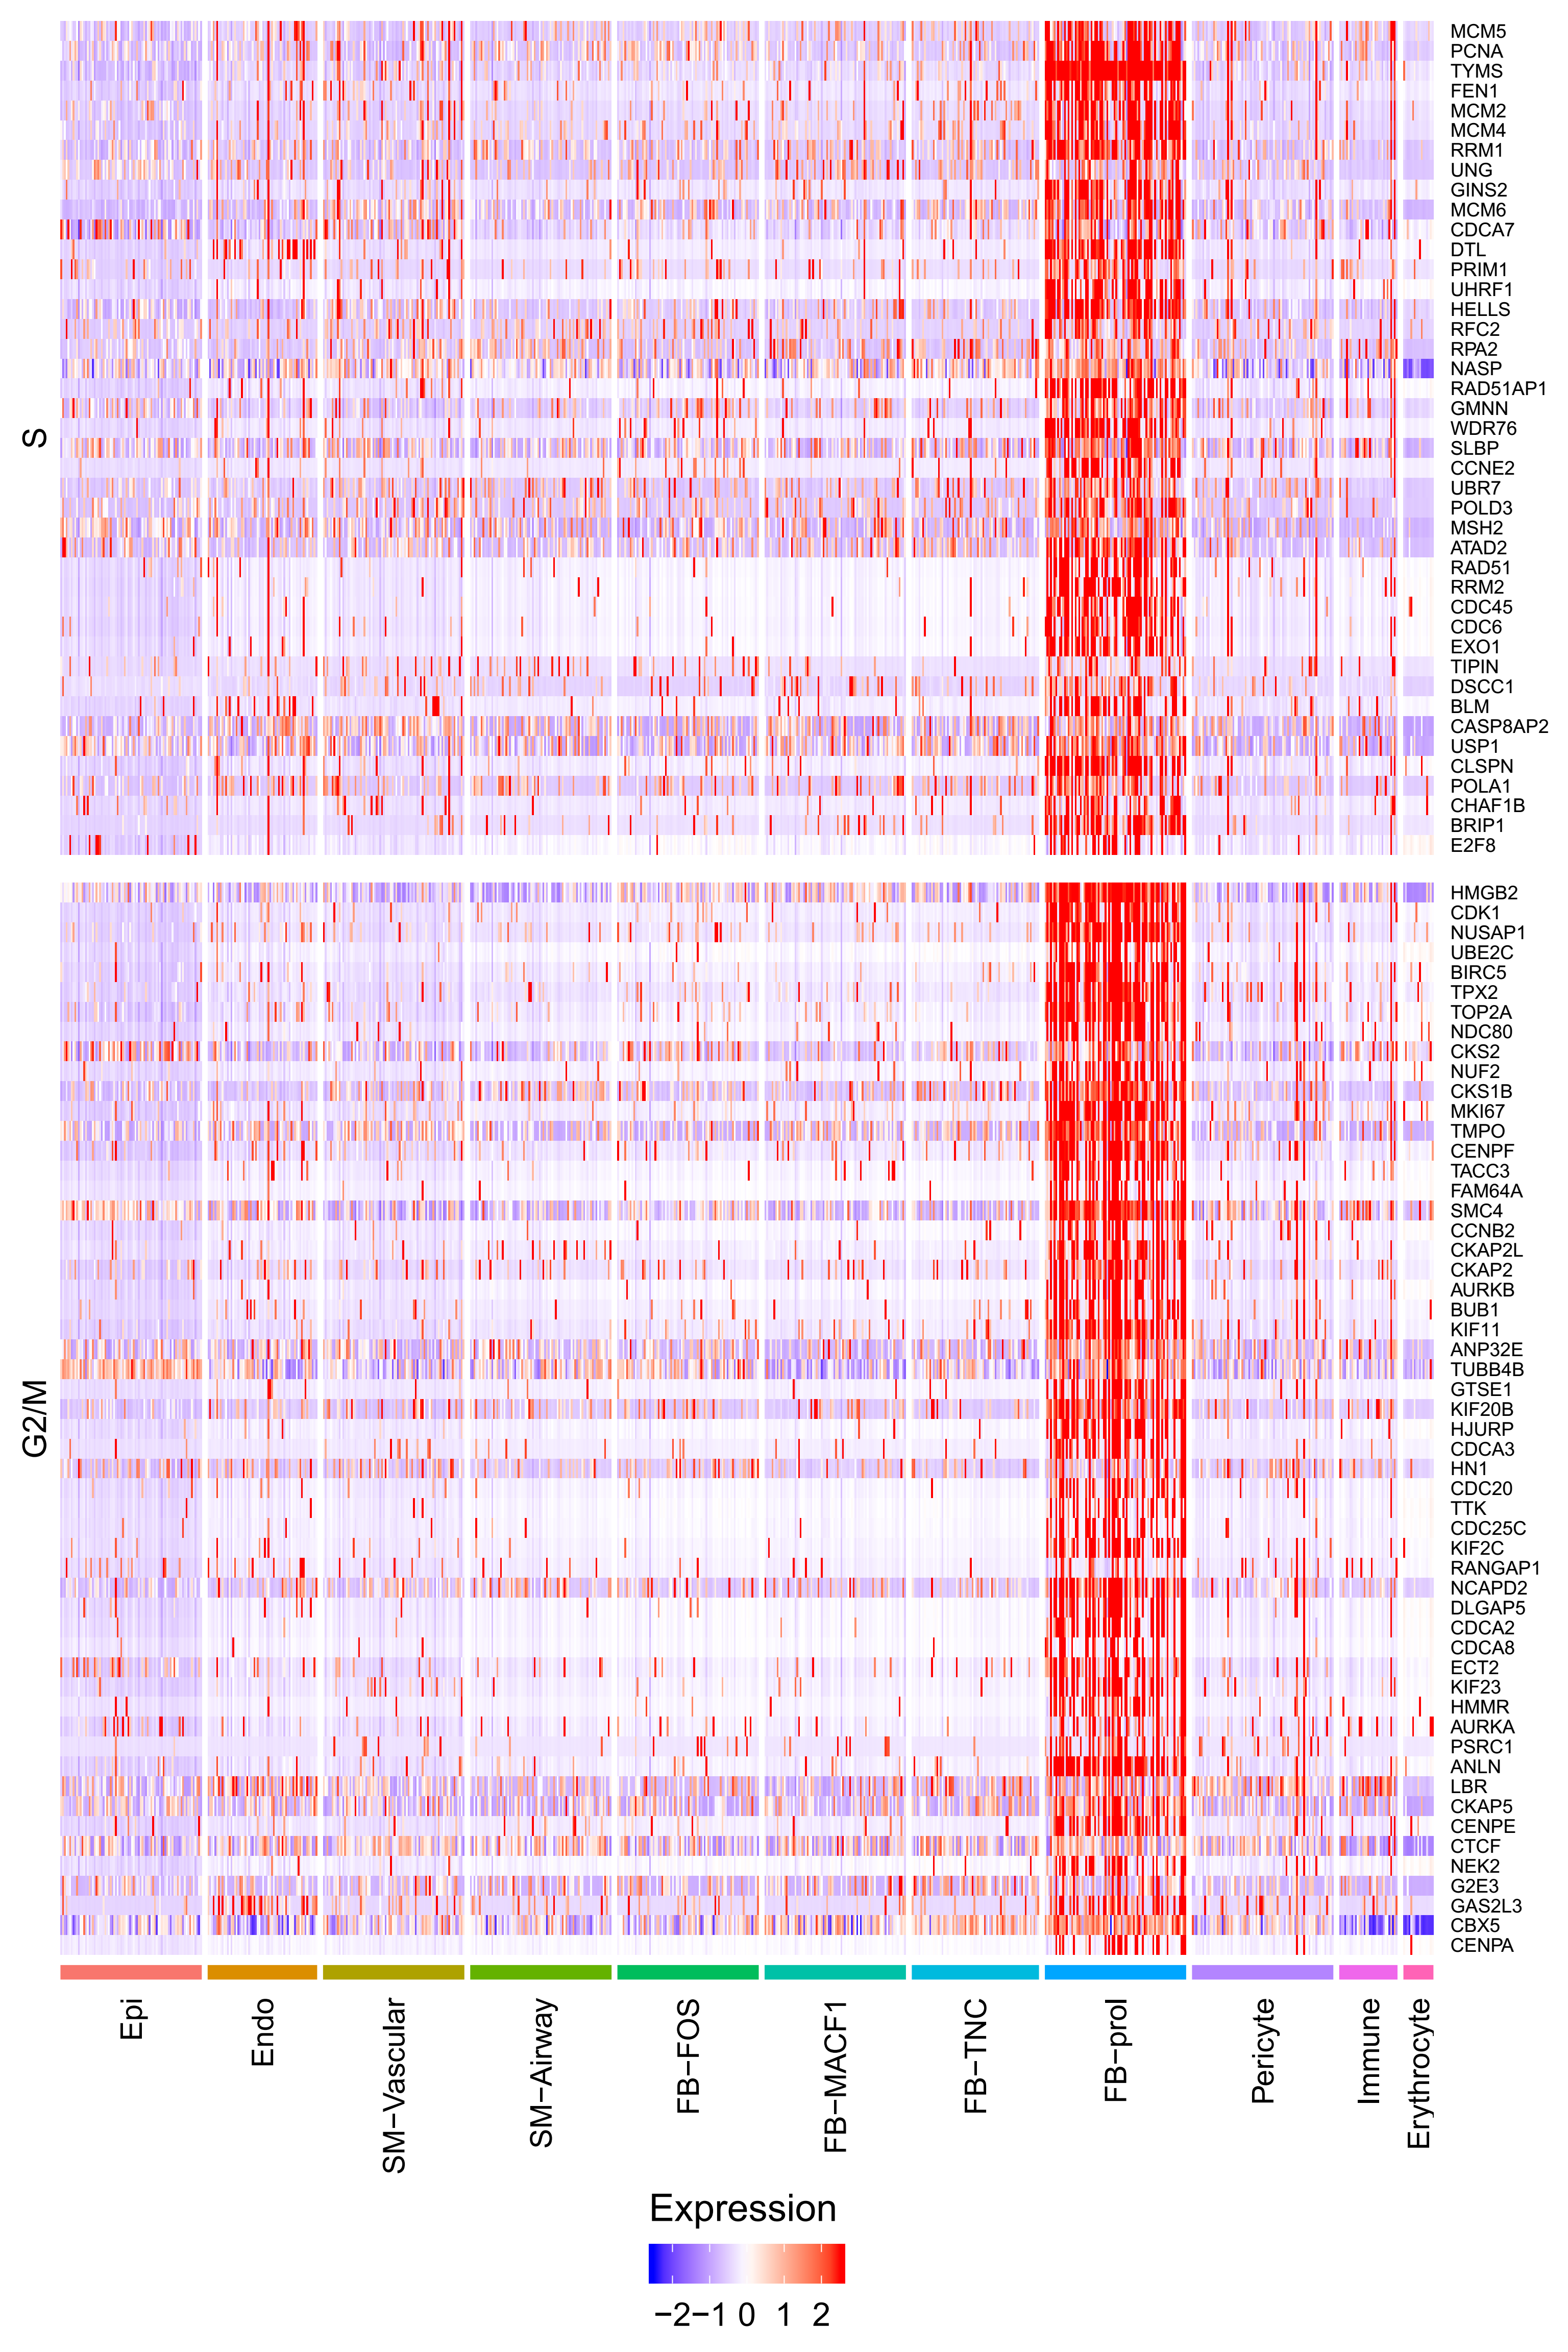 S
MCM5
PCNA
TYMS
FEN1
MCM2
MCM4
RRM1
UNG
GINS2
MCM6
CDCA7
DTL
PRIM1
UHRF1
HELLS
RFC2
RPA2
NASP
RAD51AP1
GMNN
WDR76
SLBP
CCNE2
UBR7
POLD3
MSH2
ATAD2
RAD51
RRM2
CDC45
CDC6
EXO1
TIPIN
DSCC1
BLM
CASP8AP2
USP1
CLSPN
POLA1
CHAF1B
BRIP1
E2F8
G2/M
HMGB2
CDK1
NUSAP1
UBE2C
BIRC5
TPX2
TOP2A
NDC80
CKS2
NUF2
CKS1B
MKI67
TMPO
CENPF
TACC3
FAM64A
SMC4
CCNB2
CKAP2L
CKAP2
AURKB
BUB1
KIF11
ANP32E
TUBB4B
GTSE1
KIF20B
HJURP
CDCA3
HN1
CDC20
TTK
CDC25C
KIF2C
RANGAP1
NCAPD2
DLGAP5
CDCA2
CDCA8
ECT2
KIF23
HMMR
AURKA
PSRC1
ANLN
LBR
CKAP5
CENPE
CTCF
NEK2
G2E3
GAS2L3
CBX5
CENPA
Epi
Endo
SM−Vascular
SM−Airway
FB−FOS
FB−MACF1
FB−TNC
FB−prol
Pericyte
Immune
Erythrocyte
Expression
−2 −1 0 1 2